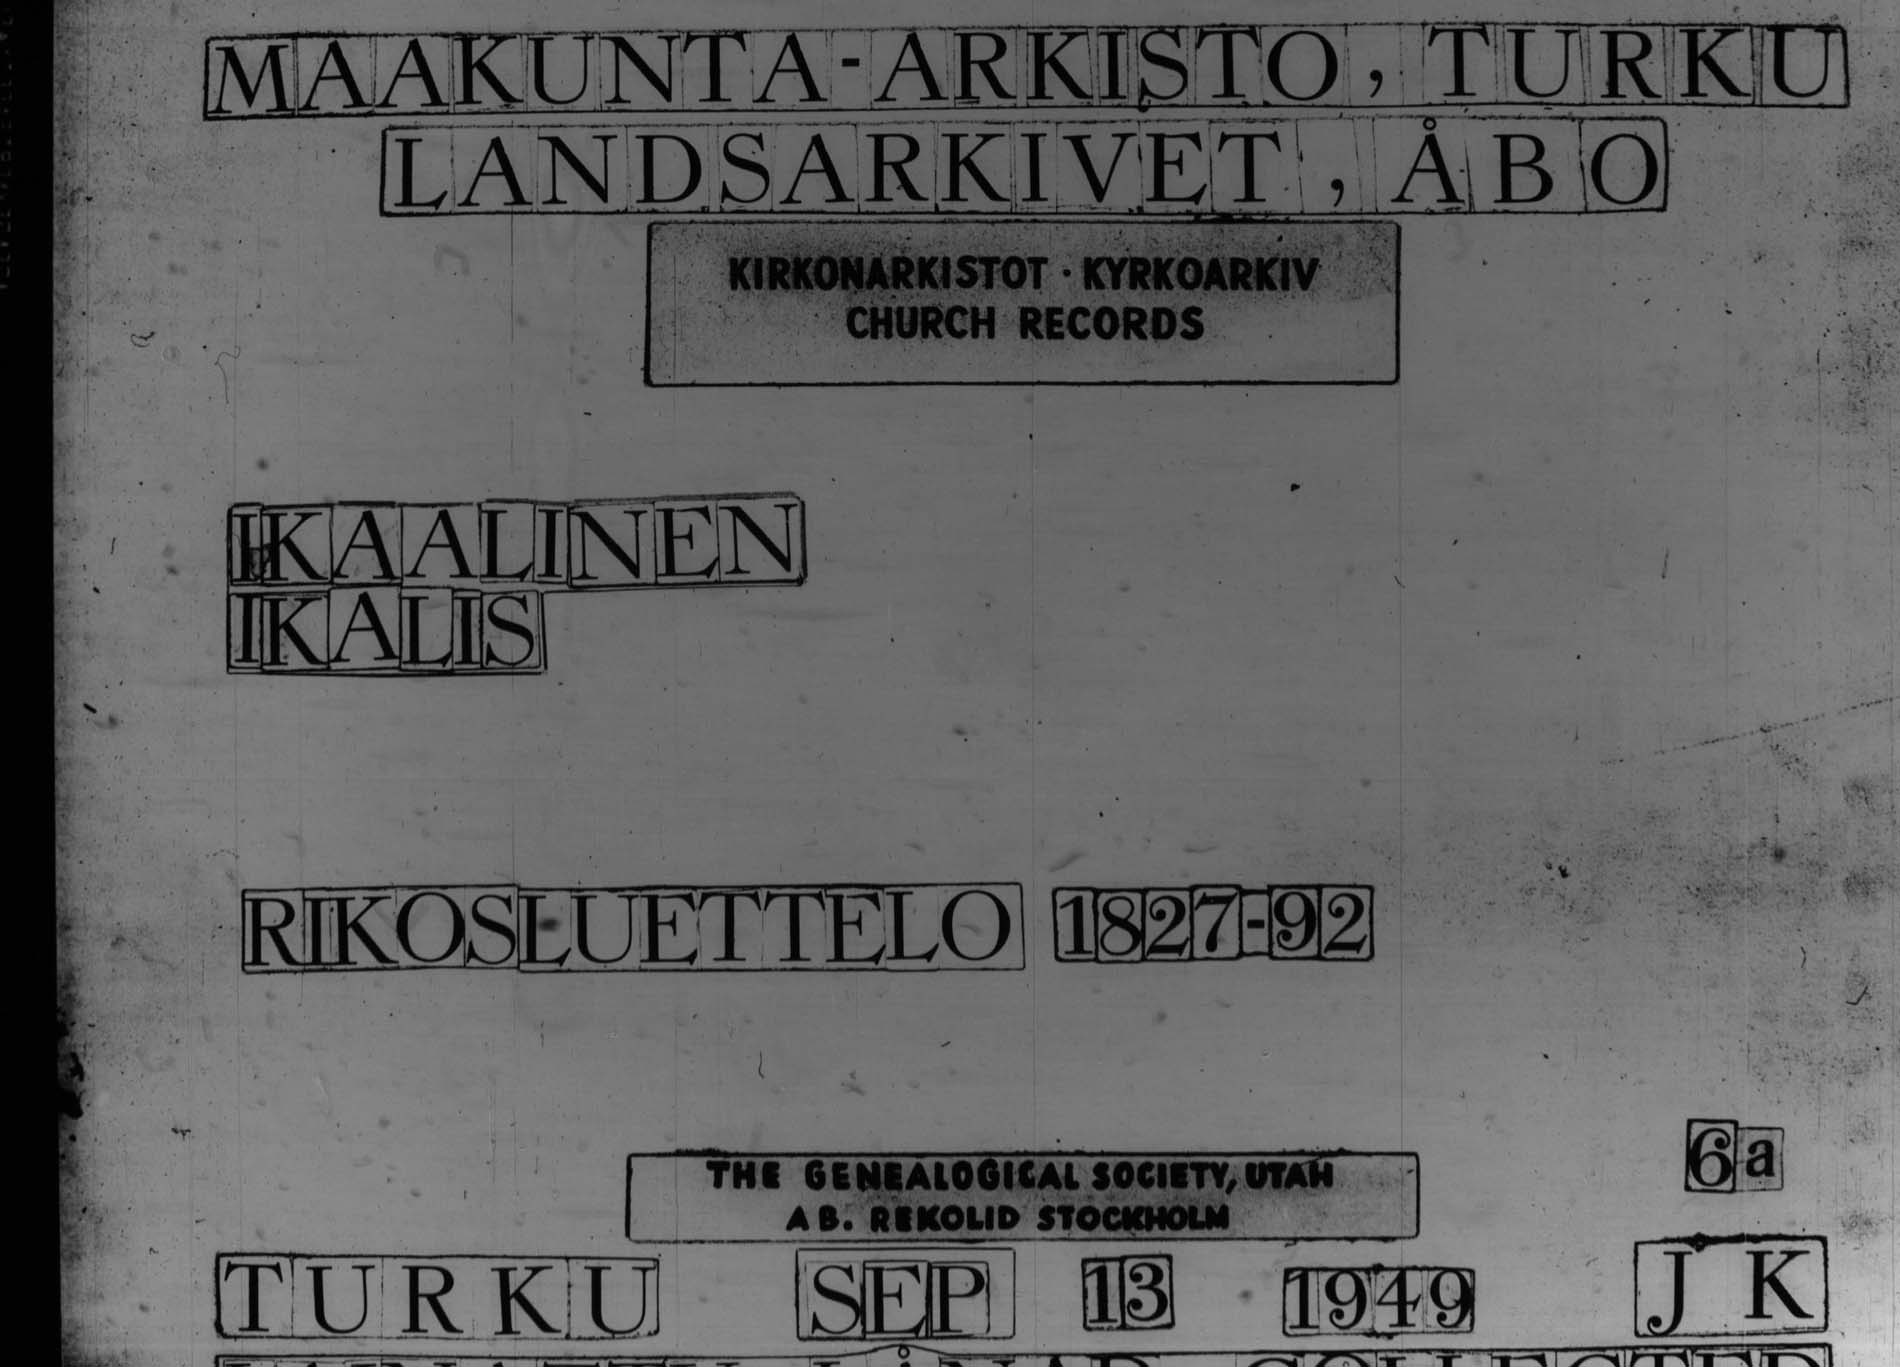 MAAKUNTA-ARKISTO, TURKU
LANDSARKIVET, ÅBO
KIRKONARKISTOT · KYRKOARKIV
CHURCH RECORDS
IKAALINEN
IKALIS
RIKOSLUETTELO 1827-92
6a
THE GENEALOGICAL SOCIETY, UTAH
AB. REKOLID STOCKHOLM
TURKU SEP 13 1949 JK